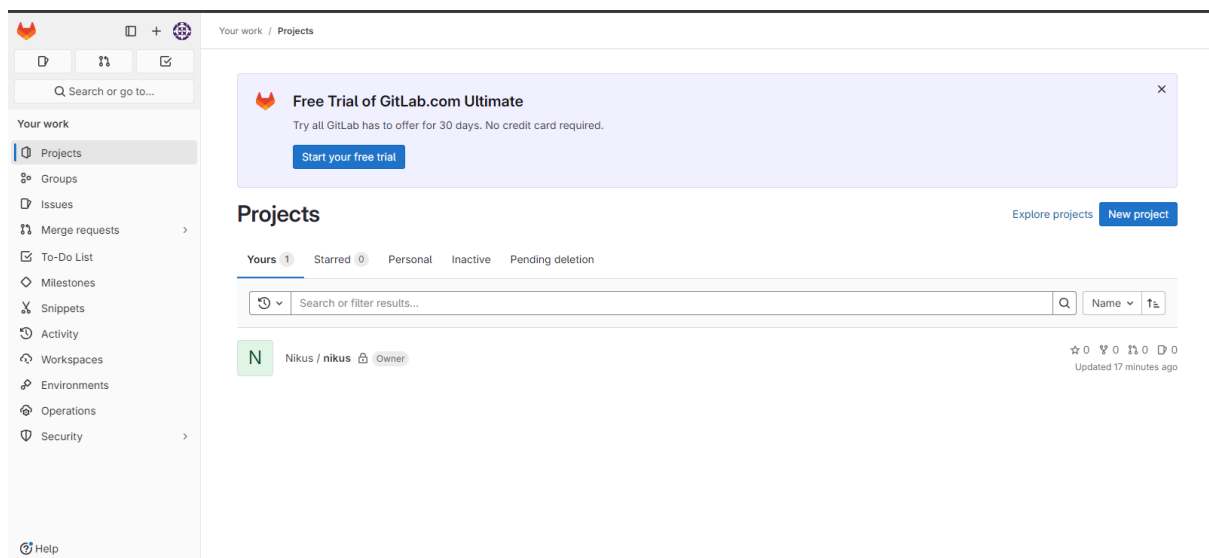 Your work / Projects
Search or go to...
Your work
Projects
Groups
Issues
Merge requests
To-Do List
Milestones
Snippets
Activity
Workspaces
Environments
Operations
Security
Help
Free Trial of GitLab.com Ultimate
Try all GitLab has to offer for 30 days. No credit card required.
Start your free trial
Projects
Explore projects New project
Yours 1 Starred 0 Personal Inactive Pending deletion
Search or filter results... Name
N Nikus / nikus Owner 0 0 0 0
Updated 17 minutes ago